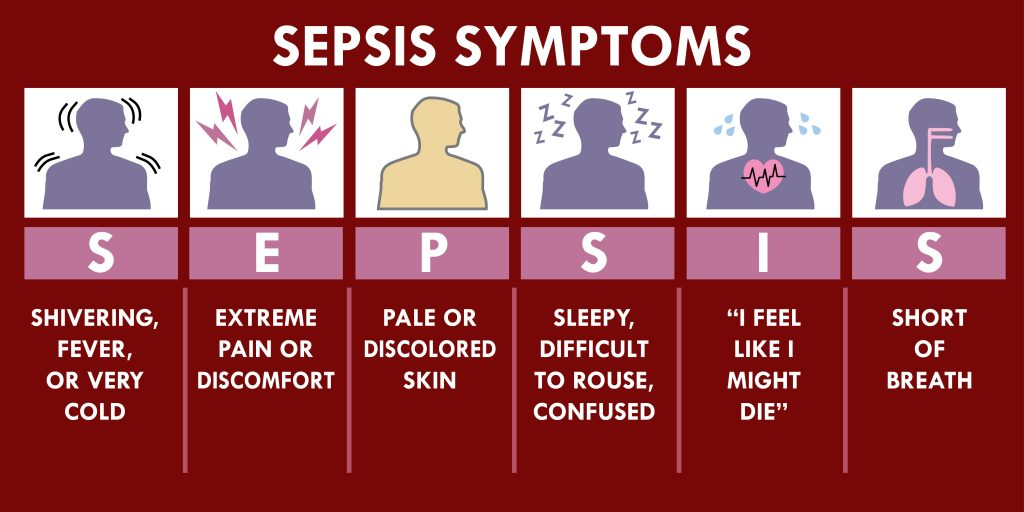 SEPSIS SYMPTOMS
Z Z Z Z Z Z Z Z Z Z
S
E
P
S
I
S
SHIVERING,
FEVER,
OR VERY
COLD
EXTREME
PAIN OR
DISCOMFORT
PALE OR
DISCOLORED
SKIN
SLEEPY,
DIFFICULT
TO ROUSE,
CONFUSED
“I FEEL
LIKE I
MIGHT
DIE”
SHORT
OF
BREATH